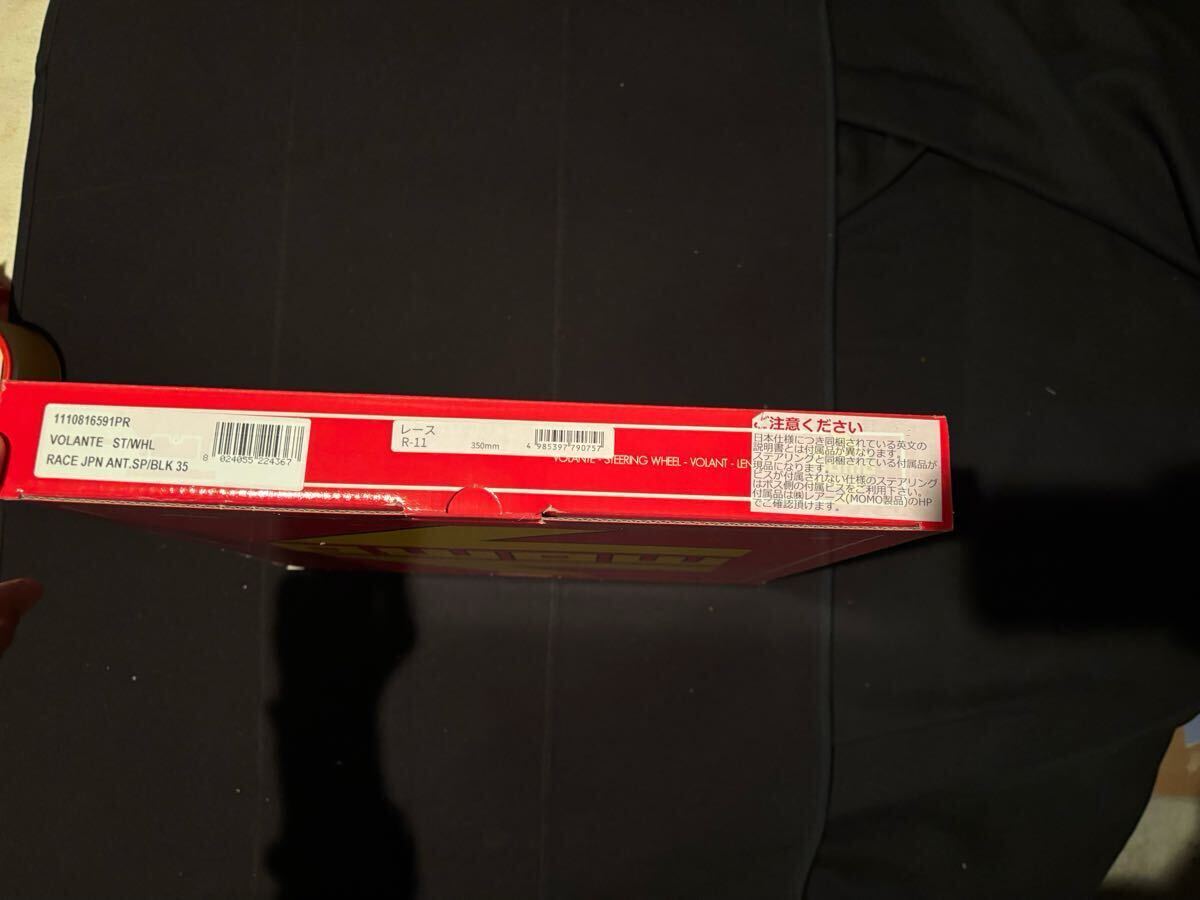 1110816591PR
VOLANTE ST/WHL
RACE JPN ANT.SP/BLK 35
8 024055 224367
レース
R-11 350mm
4 985397 790757
VOLANTE - STEERING WHEEL - VOLANT - LEN
ご注意ください
日本仕様につき同梱されている英文の
説明書とは付属品が異なります。
ステアリングと同梱されている付属品が
現品になります。
ビスが付属されない仕様のステアリング
はボス側の付属ビスをご利用下さい。
付属品は㈱レアーズ(MOMO製品)のHP
でご確認頂けます。
momo